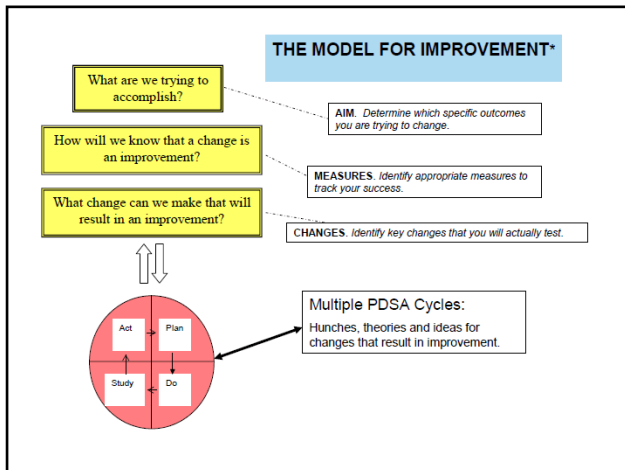 THE MODEL FOR IMPROVEMENT*
What are we trying to
accomplish?
AIM. Determine which specific outcomes
you are trying to change.
How will we know that a change is
an improvement?
MEASURES. Identify appropriate measures to
track your success.
What change can we make that will
result in an improvement?
CHANGES. Identify key changes that you will actually test.
Multiple PDSA Cycles:
Hunches, theories and ideas for
changes that result in improvement.
Act
Plan
Study
Do